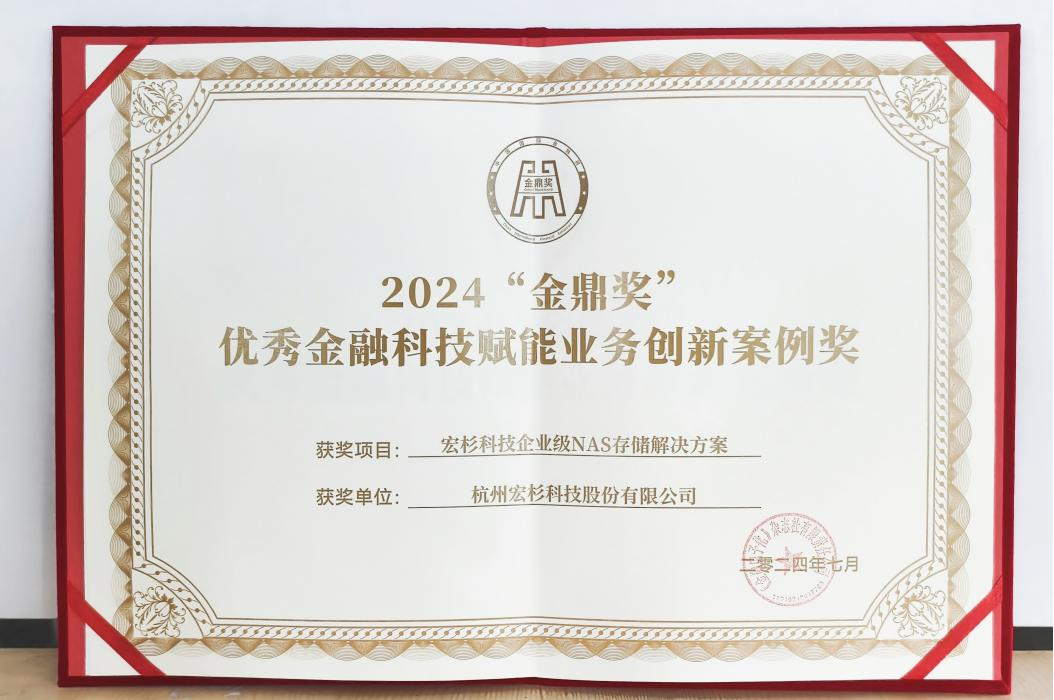 金鼎奖
2024“金鼎奖”
优秀金融科技赋能业务创新案例奖
获奖项目：宏杉科技企业级NAS存储解决方案
获奖单位：杭州宏杉科技股份有限公司
二零二四年七月